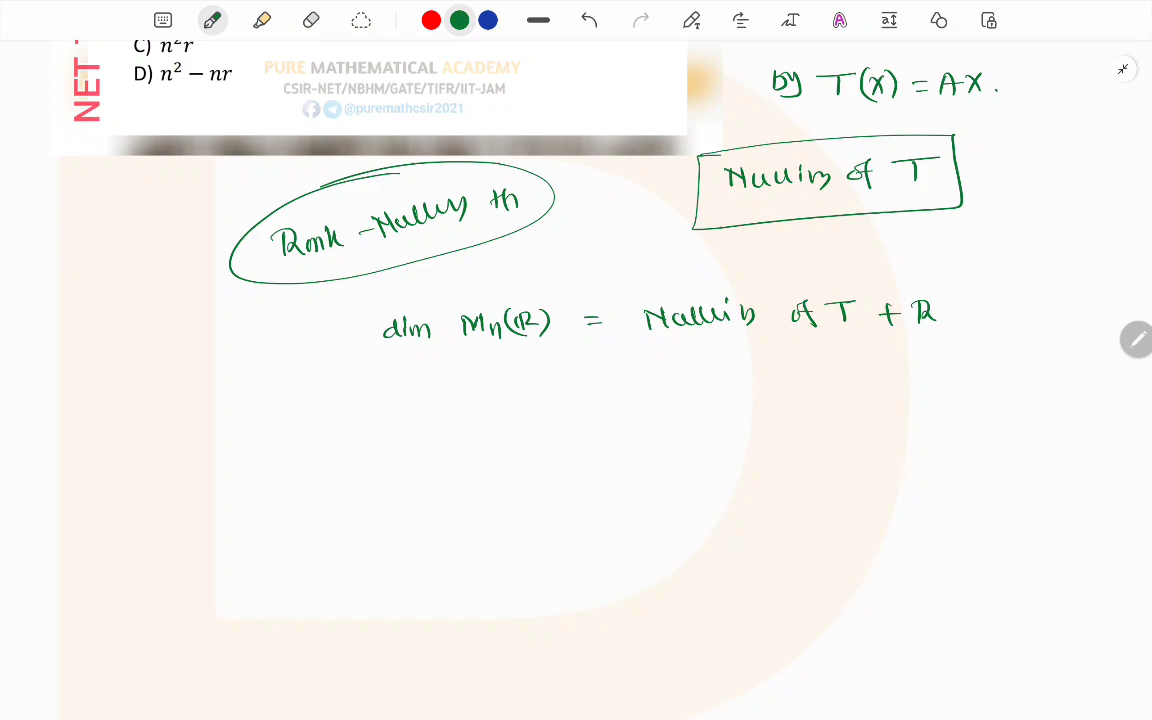 C) n²r
D) n² − nr
NET
PURE MATHEMATICAL ACADEMY
CSIR-NET/NBHM/GATE/TIFR/IIT-JAM
@puremathcsir2021
by T(X) = AX.
Nullity of T
Rank-Nullity th
dim Mn(R) = Nullity of T + R